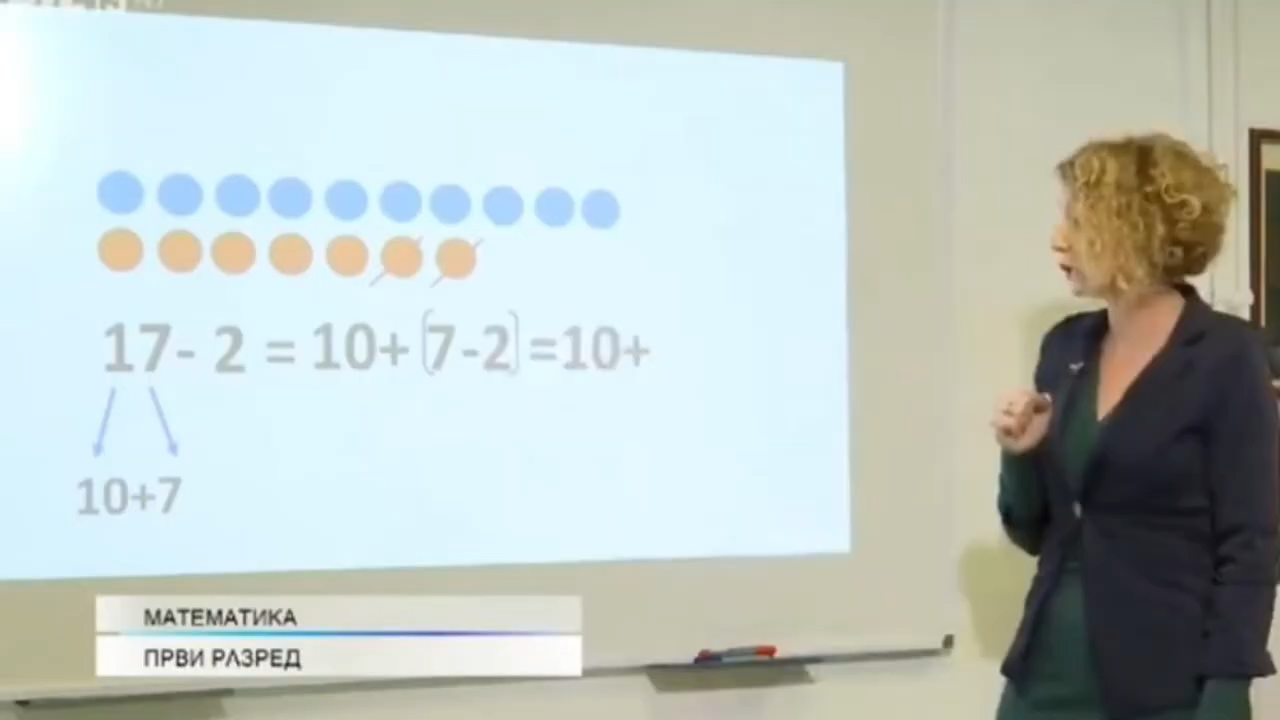 17- 2 = 10+ (7-2) =10+
10+7
МАТЕМАТИКА
ПРВИ РАЗРЕД